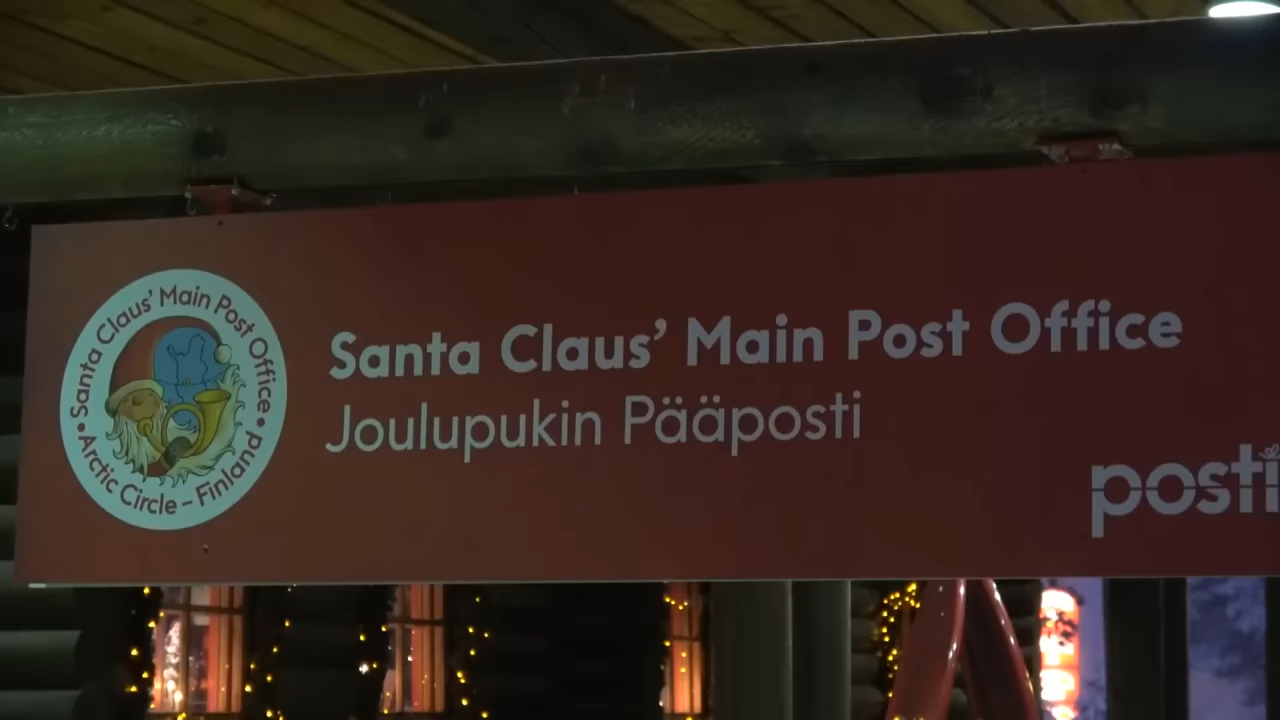 Santa Claus' Main Post Office
• Arctic Circle – Finland •
Santa Claus’ Main Post Office
Joulupukin Pääposti
posti